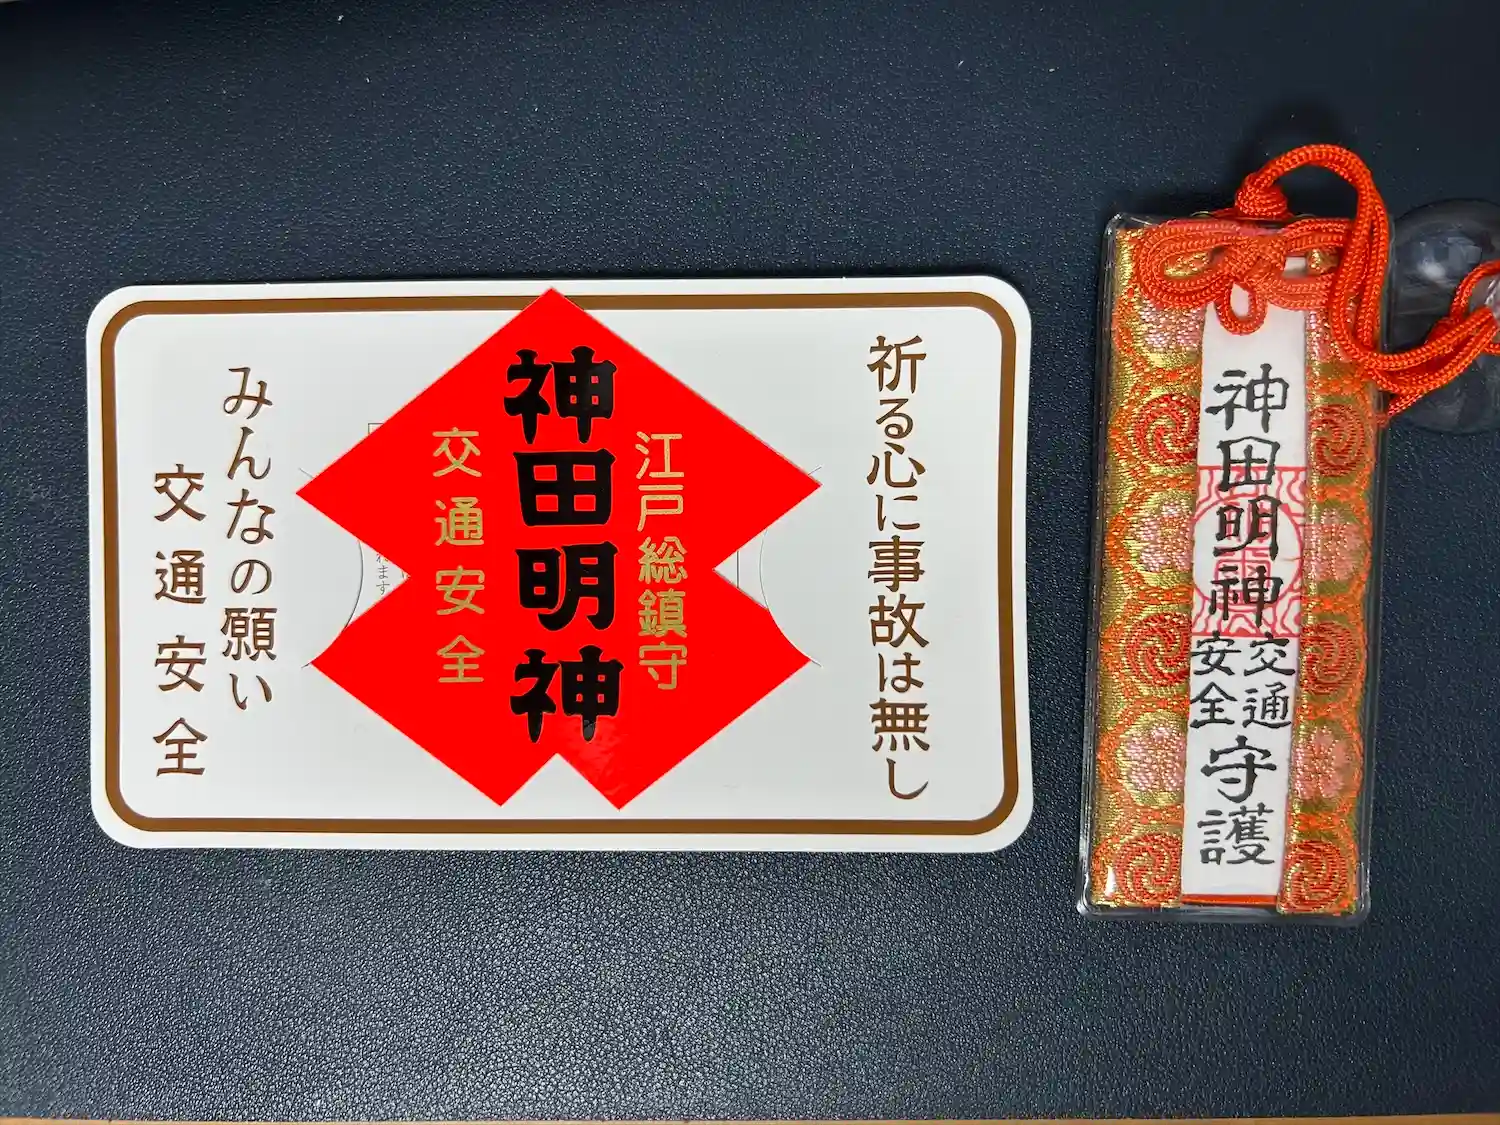 祈る心に事故は無し
江戸総鎮守
神田明神
交通安全
みんなの願い
交通安全
神田明神
交通
安全
守護